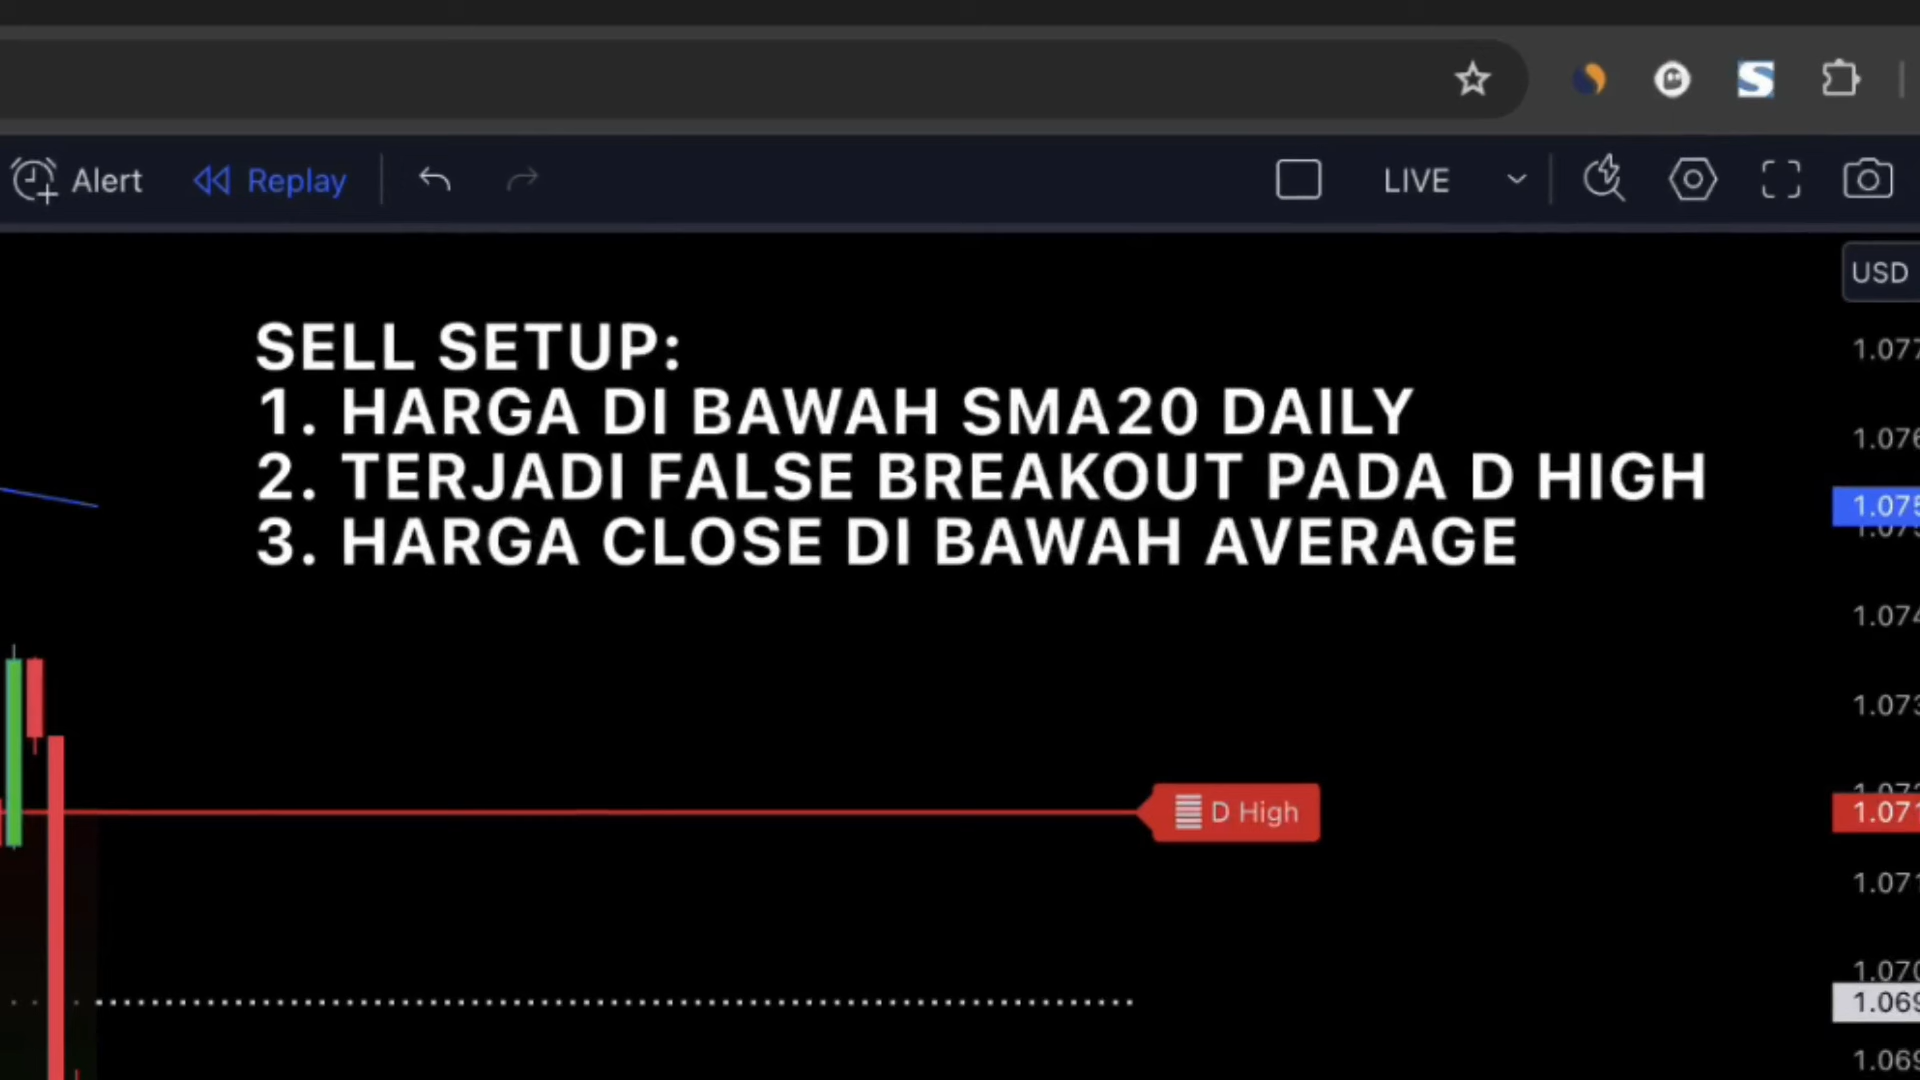 Alert
Replay
LIVE
USD
SELL SETUP:
1. HARGA DI BAWAH SMA20 DAILY
2. TERJADI FALSE BREAKOUT PADA D HIGH
3. HARGA CLOSE DI BAWAH AVERAGE
D High